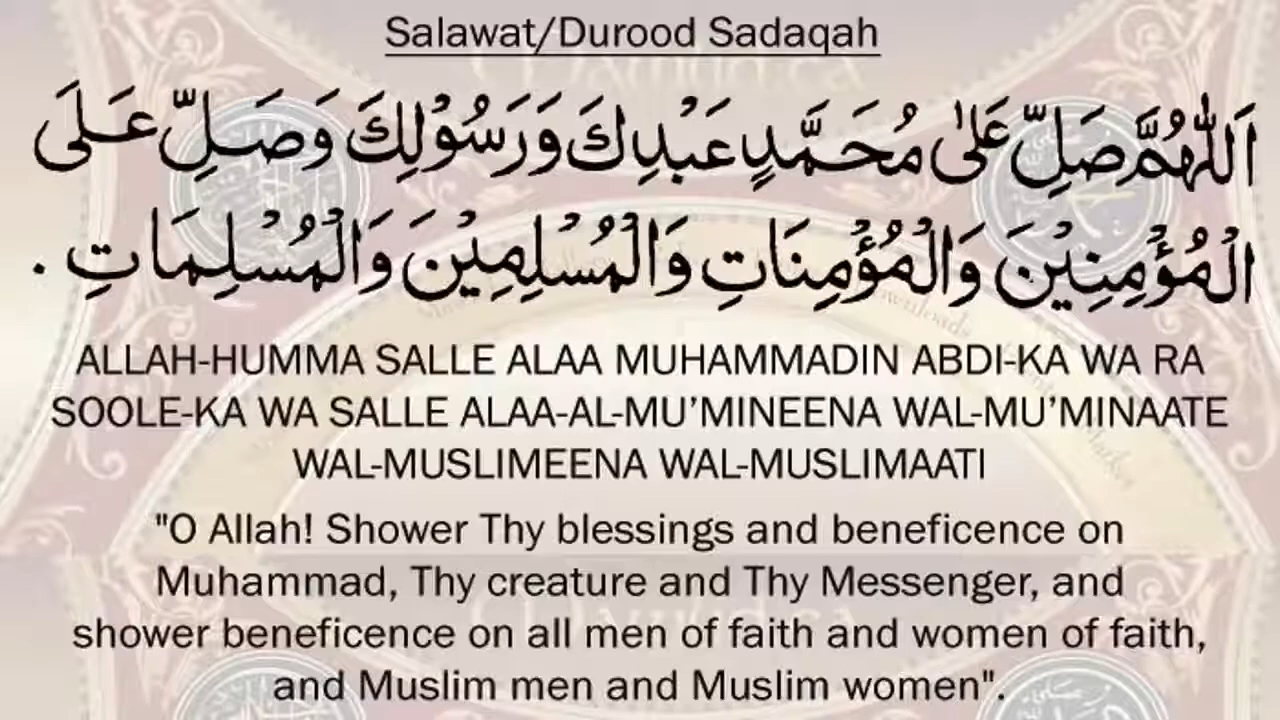 Salawat/Durood Sadaqah
اَللّٰهُمَّ صَلِّ عَلٰى مُحَمَّدٍ عَبْدِكَ وَرَسُوْلِكَ وَصَلِّ عَلَى
الْمُؤْمِنِيْنَ وَالْمُؤْمِنَاتِ وَالْمُسْلِمِيْنَ وَالْمُسْلِمَاتِ .
ALLAH-HUMMA SALLE ALAA MUHAMMADIN ABDI-KA WA RA
SOOLE-KA WA SALLE ALAA-AL-MU’MINEENA WAL-MU’MINAATE
WAL-MUSLIMEENA WAL-MUSLIMAATI
"O Allah! Shower Thy blessings and beneficence on
Muhammad, Thy creature and Thy Messenger, and
shower beneficence on all men of faith and women of faith,
and Muslim men and Muslim women".